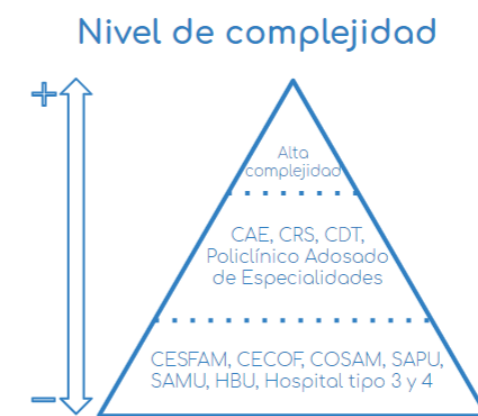 Nivel de complejidad
+
Alta
complejidad
CAE, CRS, CDT,
Policlínico Adosado
de Especialidades
CESFAM, CECOF, COSAM, SAPU,
SAMU, HBU, Hospital tipo 3 y 4
-